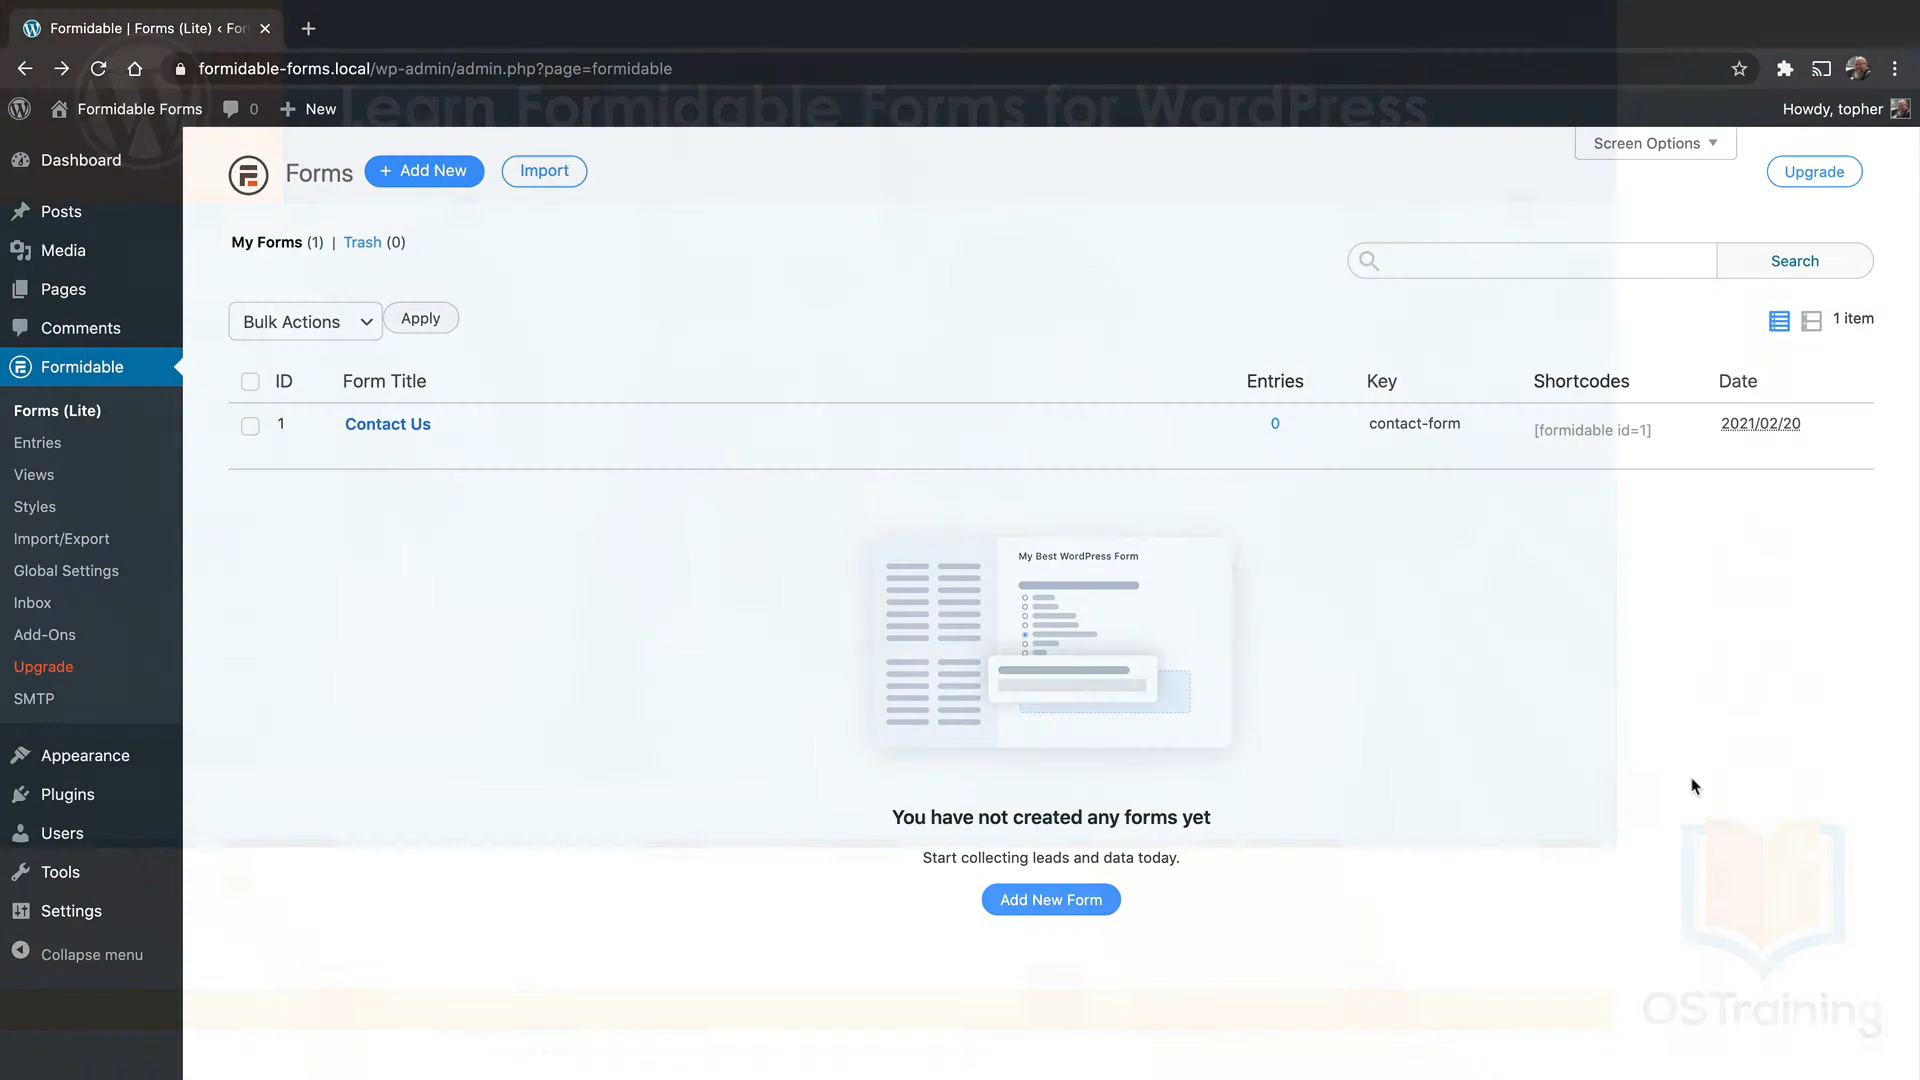 Formidable | Forms (Lite) ‹ For
formidable-forms.local/wp-admin/admin.php?page=formidable
Formidable Forms 0 + New
Howdy, topher
Learn Formidable Forms for WordPress
Screen Options ▼
Dashboard
Posts
Media
Pages
Comments
Formidable
Forms (Lite)
Entries
Views
Styles
Import/Export
Global Settings
Inbox
Add-Ons
Upgrade
SMTP
Appearance
Plugins
Users
Tools
Settings
Collapse menu
Forms + Add New Import
Upgrade
My Forms (1) | Trash (0)
Search
Bulk Actions Apply
1 item
ID Form Title Entries Key Shortcodes Date
1 Contact Us 0 contact-form [formidable id=1] 2021/02/20
My Best WordPress Form
You have not created any forms yet
Start collecting leads and data today.
Add New Form
OSTraining